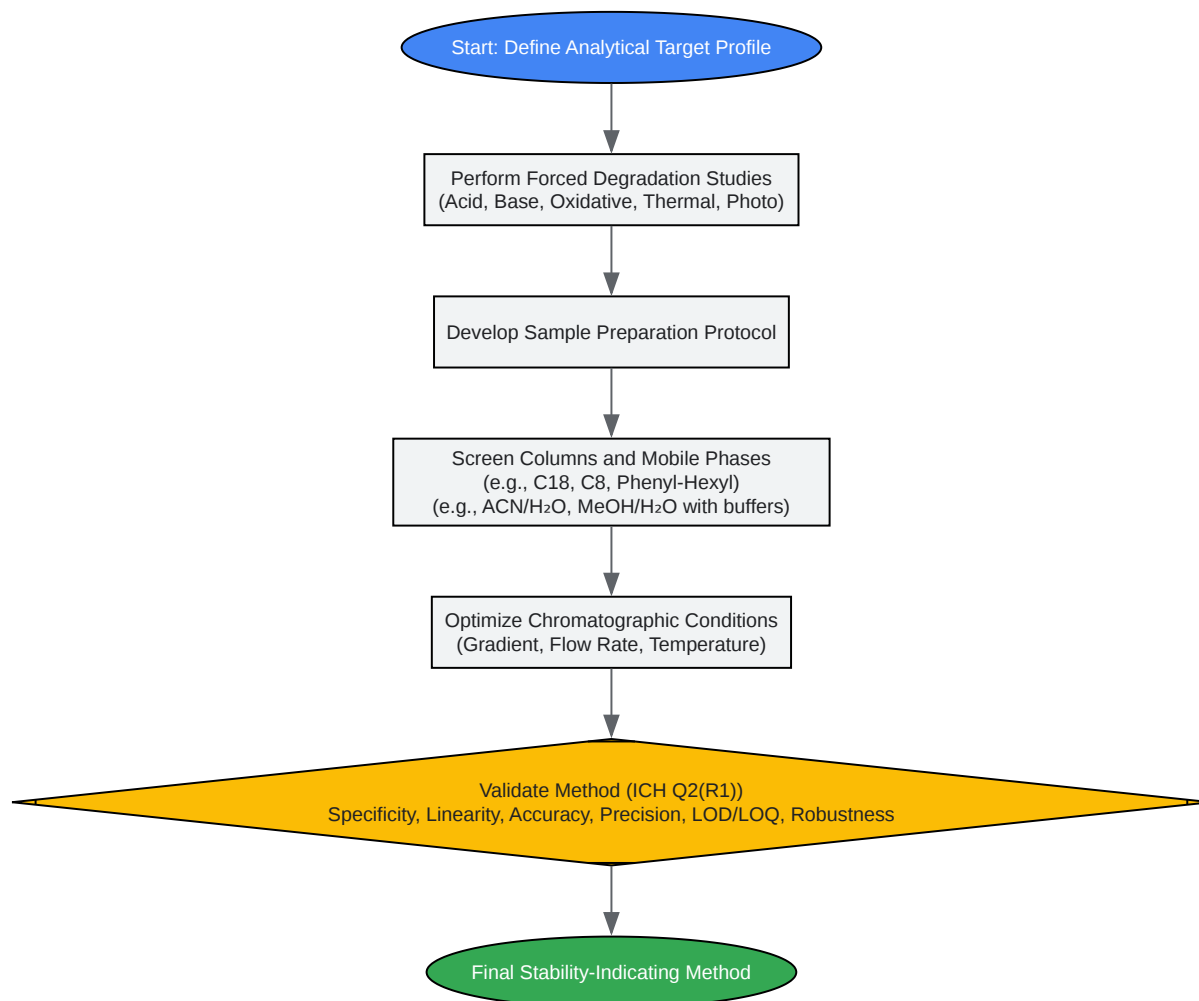 Start: Define Analytical Target Profile
Perform Forced Degradation Studies
(Acid, Base, Oxidative, Thermal, Photo)
Develop Sample Preparation Protocol
Screen Columns and Mobile Phases
(e.g., C18, C8, Phenyl-Hexyl)
(e.g., ACN/H₂O, MeOH/H₂O with buffers)
Optimize Chromatographic Conditions
(Gradient, Flow Rate, Temperature)
Validate Method (ICH Q2(R1))
Specificity, Linearity, Accuracy, Precision, LOD/LOQ, Robustness
Final Stability-Indicating Method